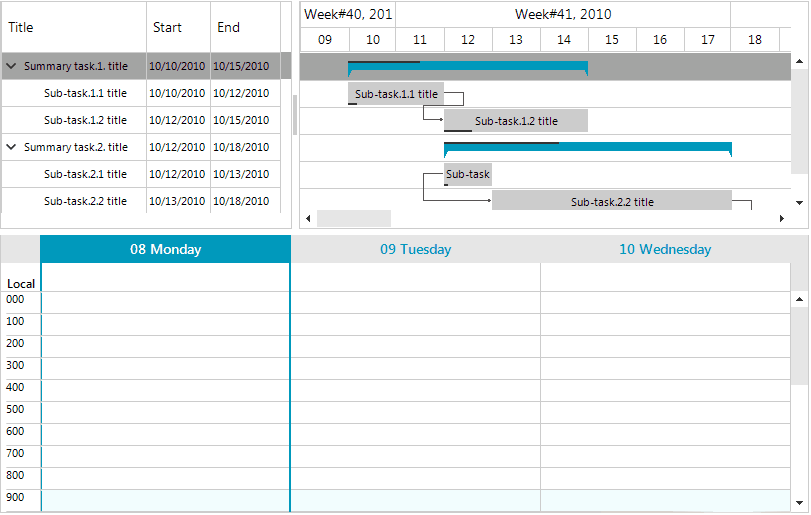 Title Start End
Summary task.1. title 10/10/2010 10/15/2010
Sub-task.1.1 title 10/10/2010 10/12/2010
Sub-task.1.2 title 10/12/2010 10/15/2010
Summary task.2. title 10/12/2010 10/18/2010
Sub-task.2.1 title 10/12/2010 10/13/2010
Sub-task.2.2 title 10/13/2010 10/18/2010
Week#40, 201 Week#41, 2010
09 10 11 12 13 14 15 16 17 18
Sub-task.1.1 title
Sub-task.1.2 title
Sub-task
Sub-task.2.2 title
08 Monday 09 Tuesday 10 Wednesday
Local
000
100
200
300
400
500
600
700
800
900